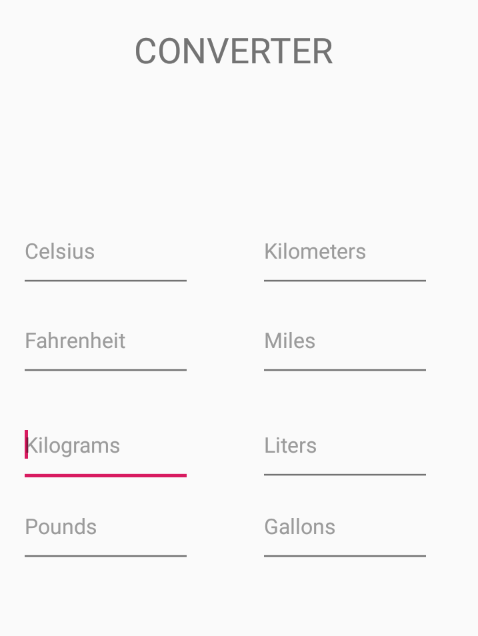 CONVERTER
Celsius
Kilometers
Fahrenheit
Miles
Kilograms
Liters
Pounds
Gallons